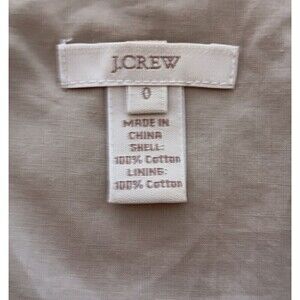 J.CREW
0
MADE IN
CHINA
SHELL:
100% Cotton
LINING:
100% Cotton